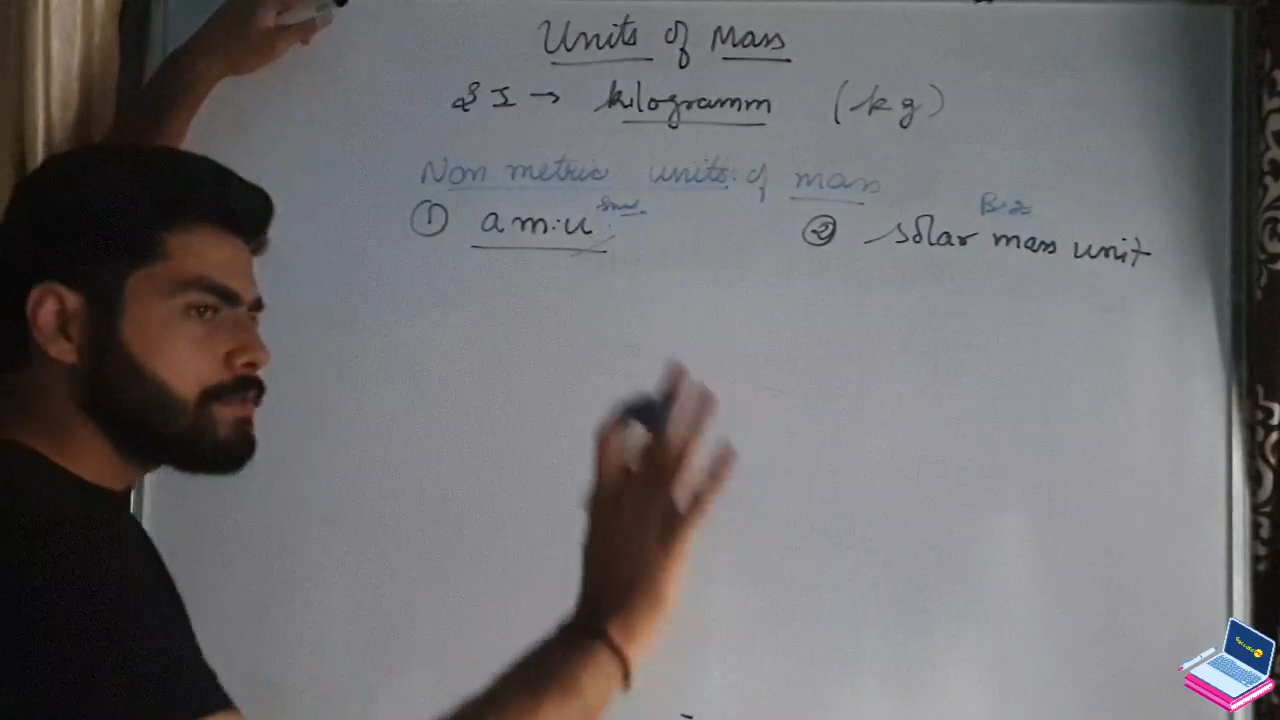 Units of Mass
SI → kilogramm (kg)
Non metric units of mass
① a m.u
② solar mass unit